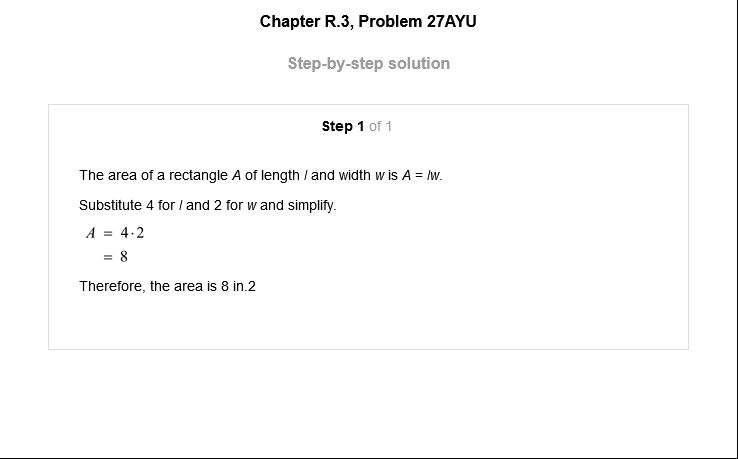 Chapter R.3, Problem 27AYU
Step-by-step solution
Step 1 of 1
The area of a rectangle A of length l and width w is A = lw.
Substitute 4 for l and 2 for w and simplify.
A = 4·2
= 8
Therefore, the area is 8 in.2